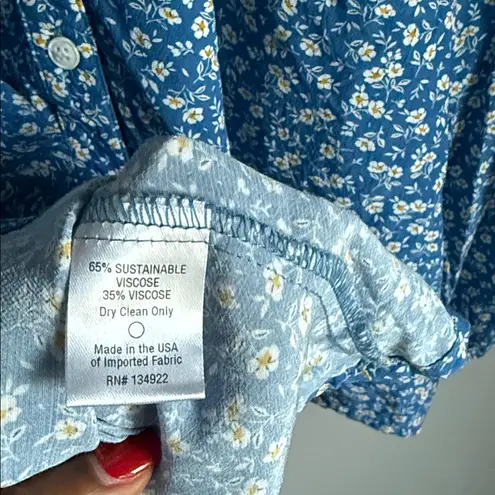 65% SUSTAINABLE
VISCOSE
35% VISCOSE
Dry Clean Only
Made in the USA
of Imported Fabric
RN# 134922